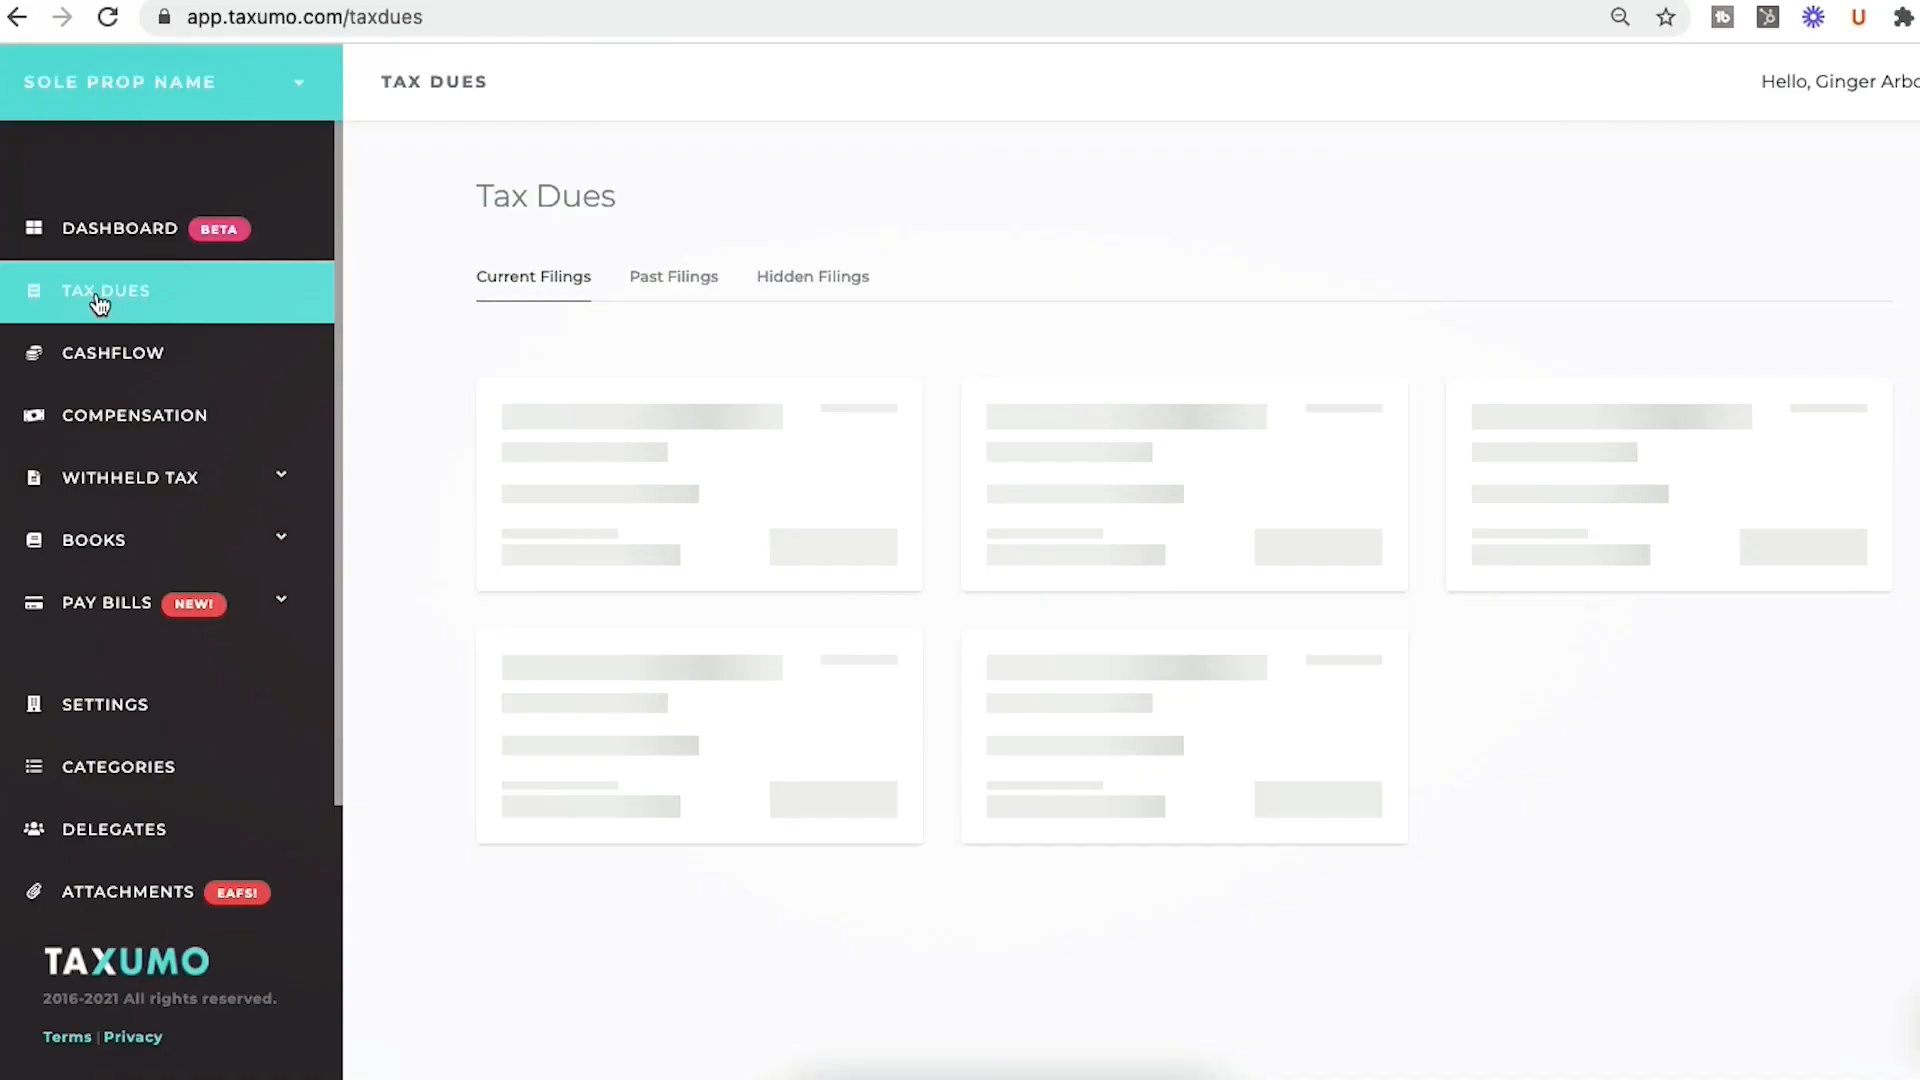 app.taxumo.com/taxdues
SOLE PROP NAME
TAX DUES
Hello, Ginger Arbo
DASHBOARD BETA
TAX DUES
CASHFLOW
COMPENSATION
WITHHELD TAX
BOOKS
PAY BILLS NEW!
SETTINGS
CATEGORIES
DELEGATES
ATTACHMENTS EAFS!
TAXUMO
2016-2021 All rights reserved.
Terms | Privacy
Tax Dues
Current Filings Past Filings Hidden Filings